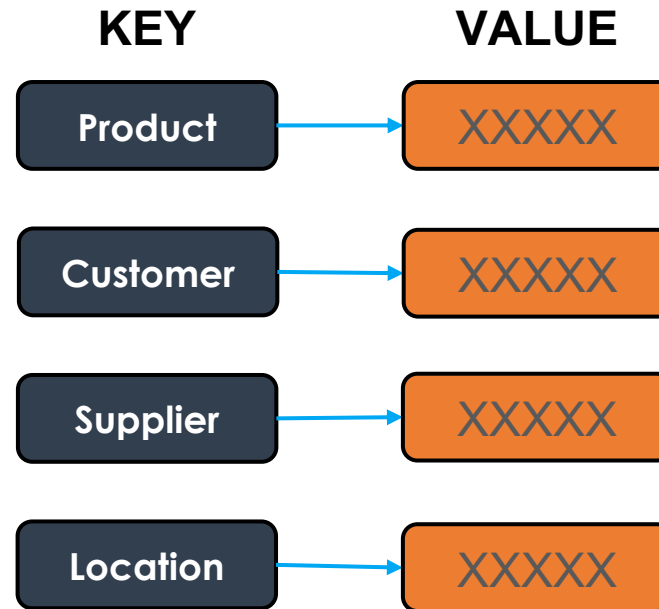 KEY VALUE
Product XXXXX
Customer XXXXX
Supplier XXXXX
Location XXXXX